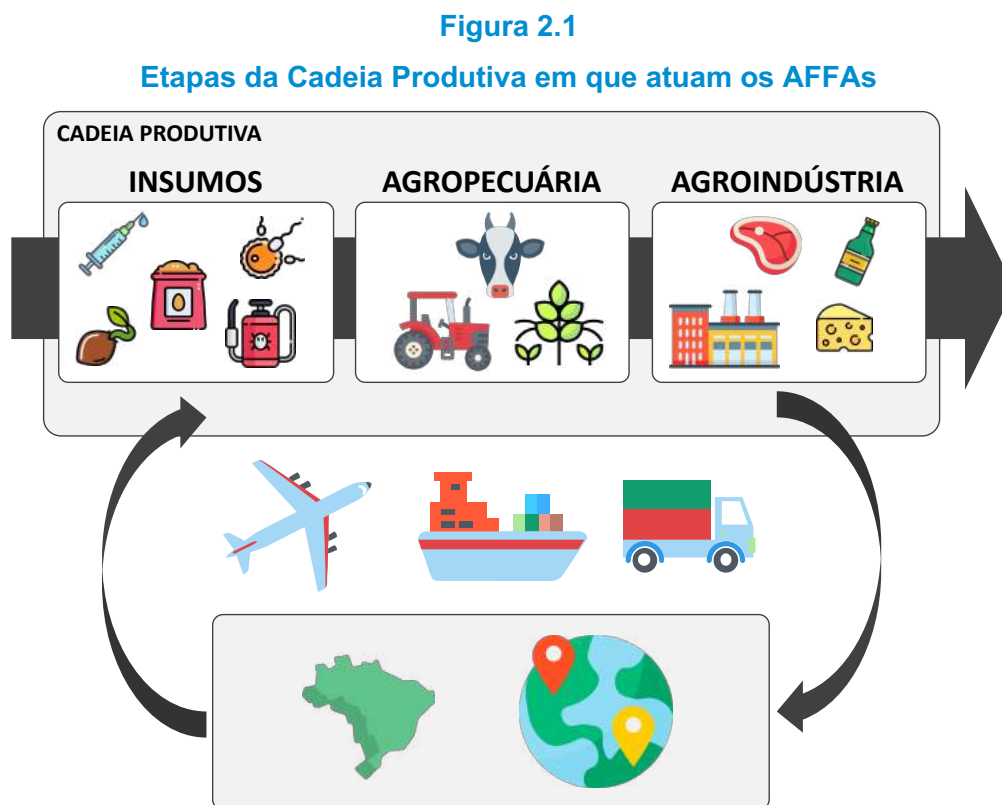 Figura 2.1
Etapas da Cadeia Produtiva em que atuam os AFFAs
CADEIA PRODUTIVA
INSUMOS
AGROPECUÁRIA
AGROINDÚSTRIA